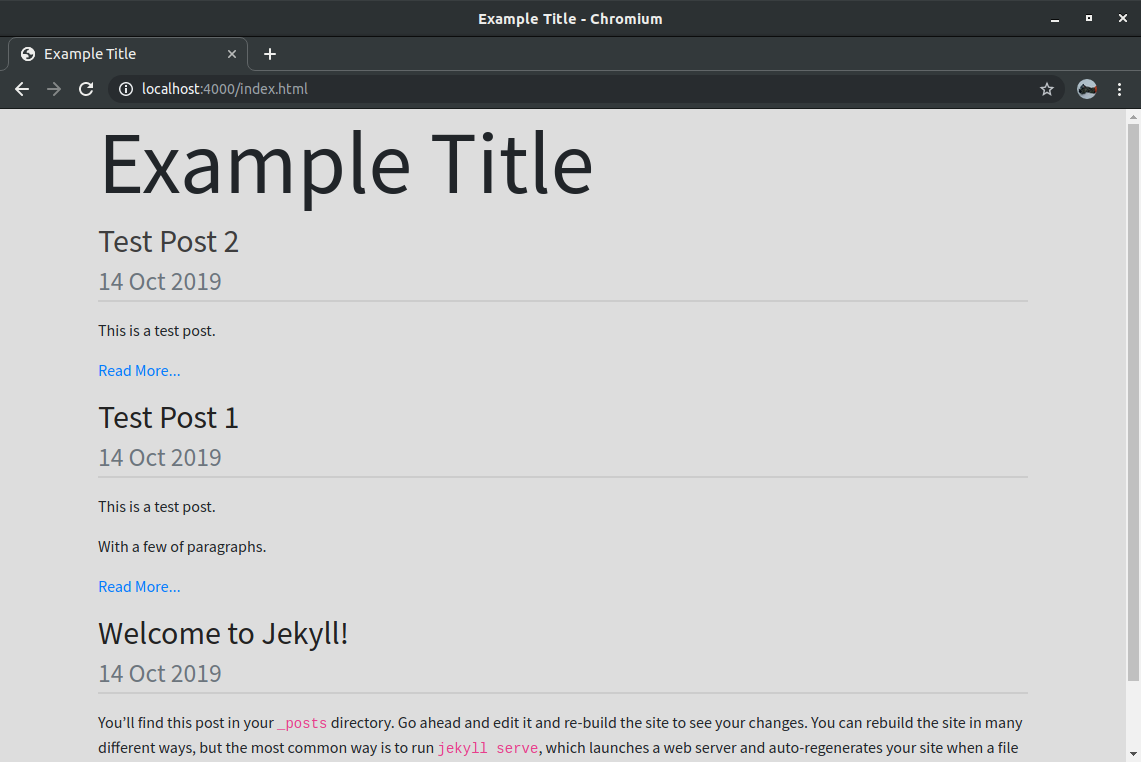 Example Title - Chromium
Example Title
localhost:4000/index.html
Example Title
Test Post 2
14 Oct 2019
This is a test post.
Read More...
Test Post 1
14 Oct 2019
This is a test post.
With a few of paragraphs.
Read More...
Welcome to Jekyll!
14 Oct 2019
You’ll find this post in your _posts directory. Go ahead and edit it and re-build the site to see your changes. You can rebuild the site in many
different ways, but the most common way is to run jekyll serve, which launches a web server and auto-regenerates your site when a file